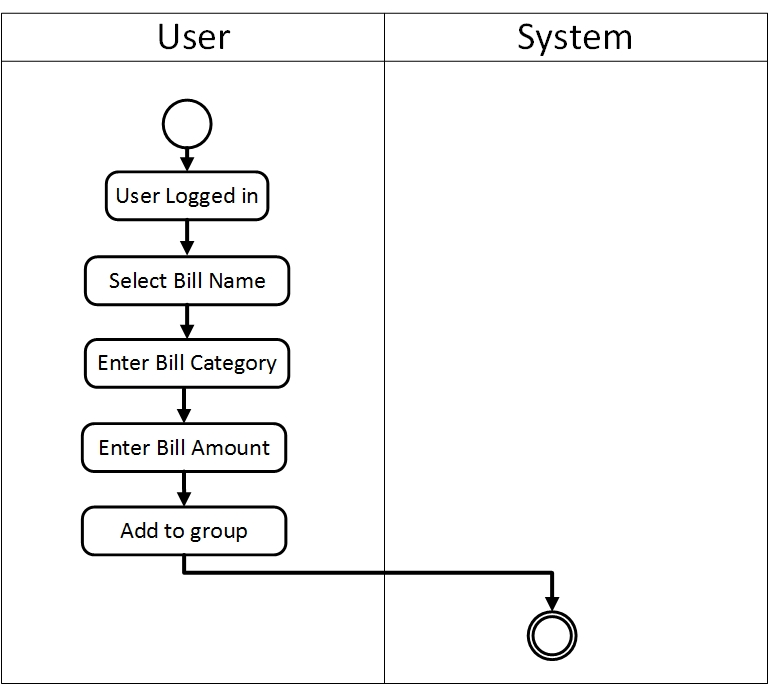 User
System
User Logged in
Select Bill Name
Enter Bill Category
Enter Bill Amount
Add to group